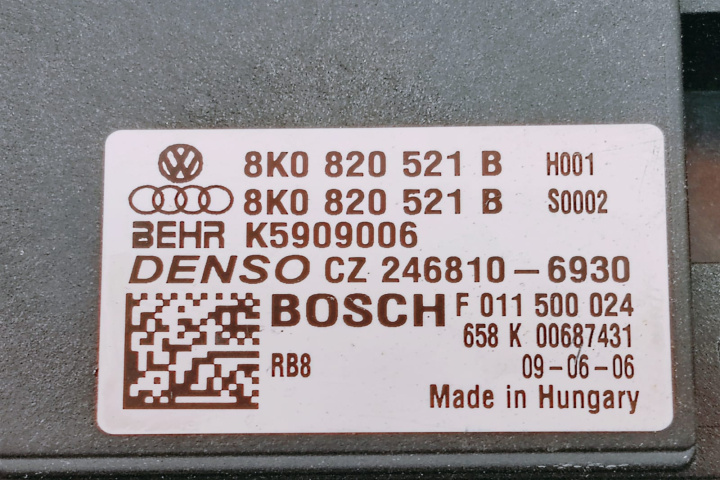 8K0 820 521 B H001
8K0 820 521 B S0002
BEHR K5909006
DENSO CZ 246810-6930
BOSCH F 011 500 024
658 K 00687431
RB8 09-06-06
Made in Hungary